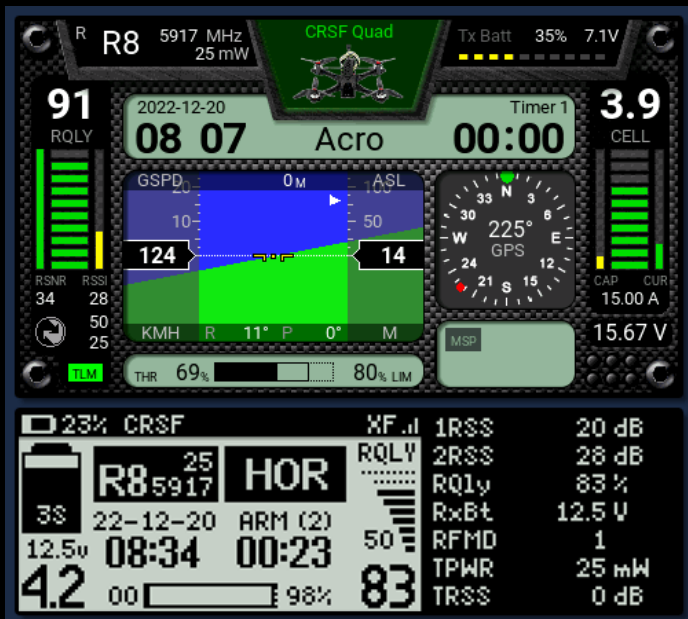 R R8 5917 MHz 25 mW
CRSF Quad
Tx Batt 35% 7.1V
91
RQLY
2022-12-20 Timer 1
08 07 Acro 00:00
3.9
CELL
GSPD 0M ASL
20 100
10 50
124 14
KMH R 11° P 0° M
N
33 3
30 6
W 225° E
GPS
24 12
21 S 15
RSNR RSSI
34 28
50
25
TLM
CAP CUR
15.00 A
15.67 V
MSP
THR 69% 80% LIM
23% CRSF XF
R8 25 5917
HOR
RQLY
3S
12.5v
4.2
22-12-20 ARM (2)
08:34 00:23
50
00 98%
83
1RSS 20 dB
2RSS 28 dB
RQly 83 %
RxBt 12.5 V
RFMD 1
TPWR 25 mW
TRSS 0 dB